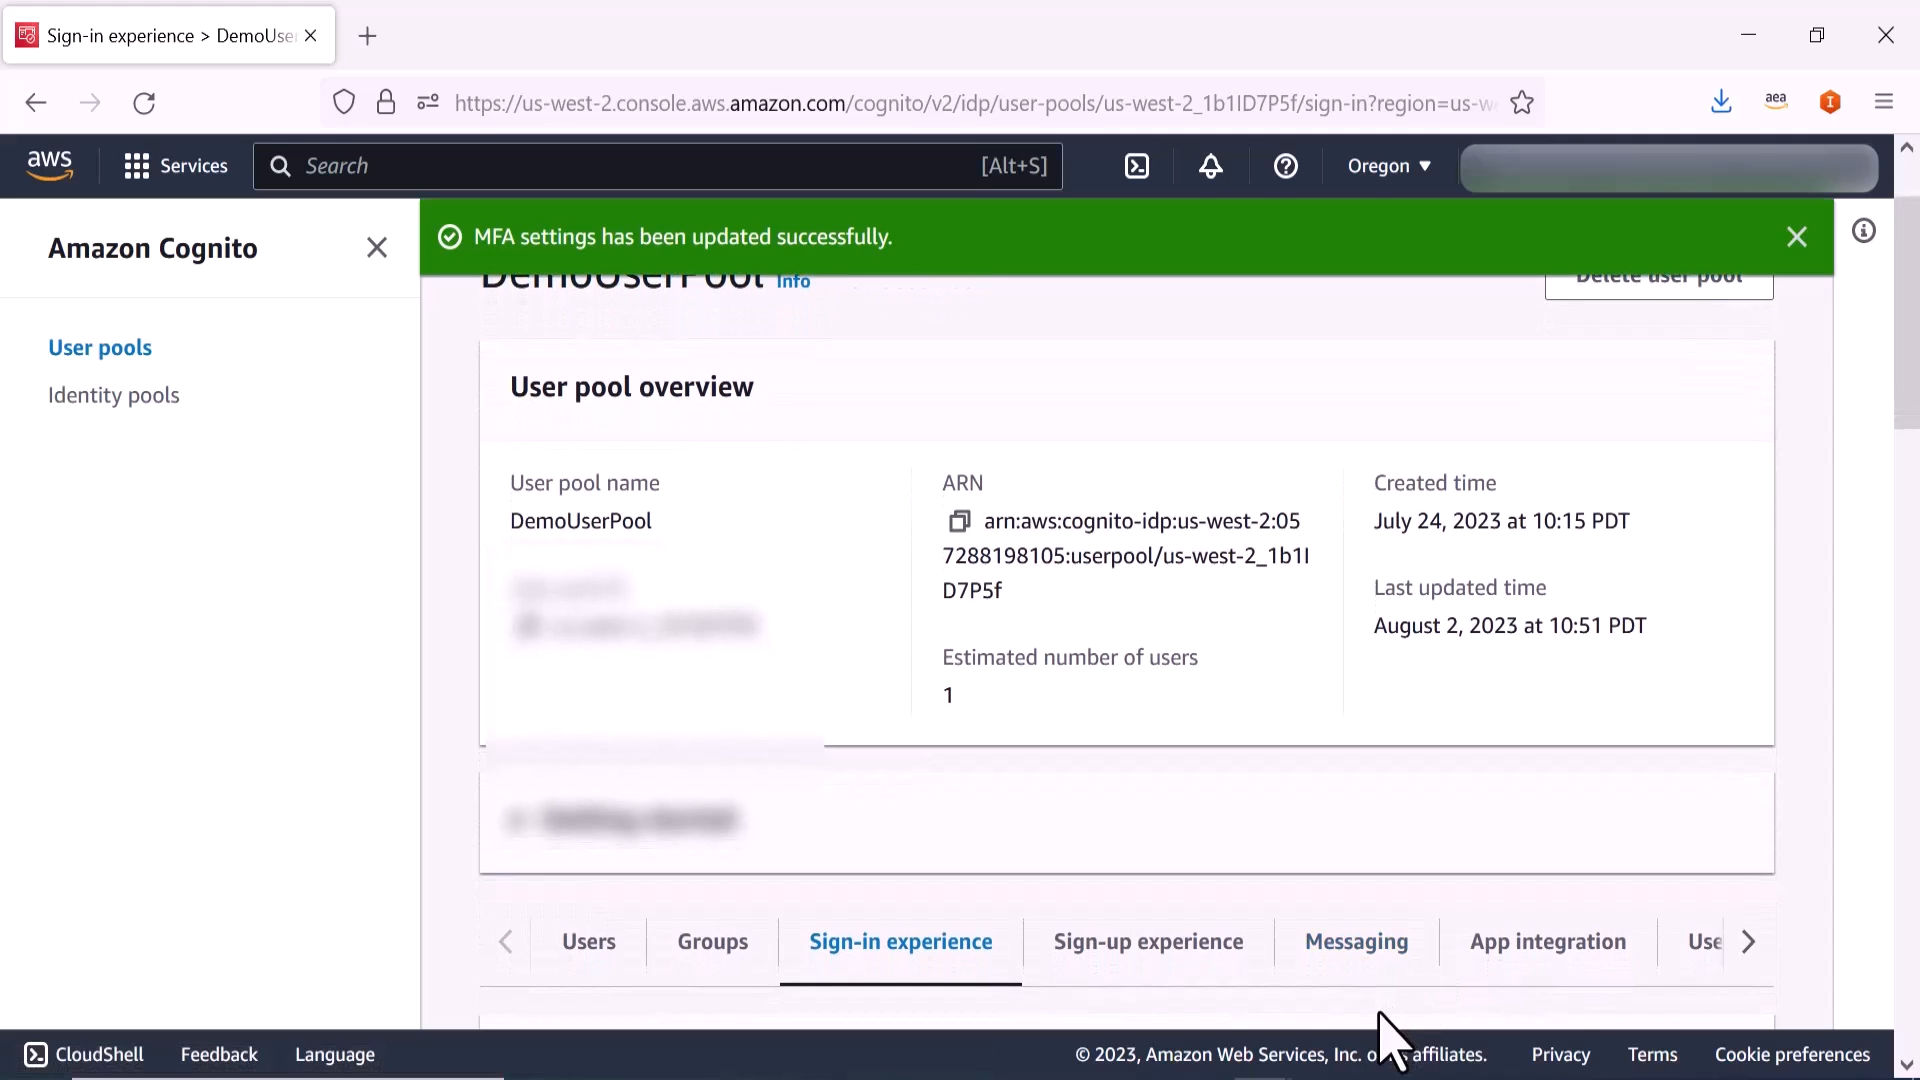 Sign-in experience > DemoUse
https://us-west-2.console.aws.amazon.com/cognito/v2/idp/user-pools/us-west-2_1b1ID7P5f/sign-in?region=us-w
aea
aws
Services
Search
[Alt+S]
Oregon
Amazon Cognito
MFA settings has been updated successfully.
DemoUserPool Info
Delete user pool
User pools
Identity pools
User pool overview
User pool name
DemoUserPool
ARN
arn:aws:cognito-idp:us-west-2:05
7288198105:userpool/us-west-2_1b1I
D7P5f
Estimated number of users
1
Created time
July 24, 2023 at 10:15 PDT
Last updated time
August 2, 2023 at 10:51 PDT
Users
Groups
Sign-in experience
Sign-up experience
Messaging
App integration
Use
CloudShell
Feedback
Language
© 2023, Amazon Web Services, Inc. or affiliates.
Privacy
Terms
Cookie preferences